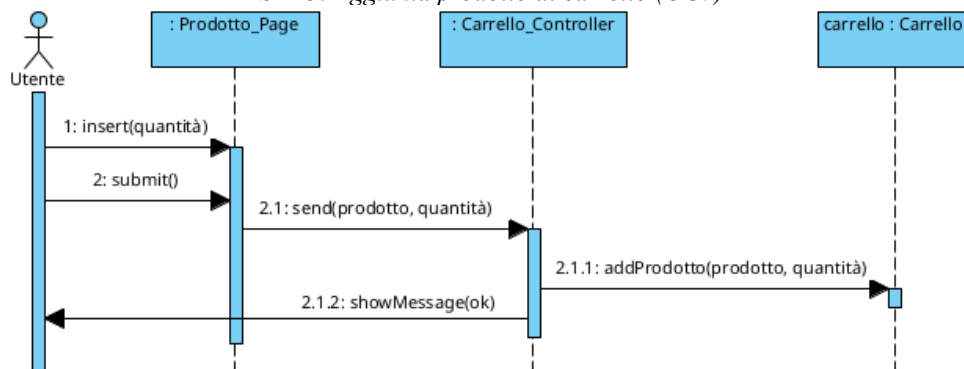 : Prodotto_Page
: Carrello_Controller
carrello : Carrello
Utente
1: insert(quantità)
2: submit()
2.1: send(prodotto, quantità)
2.1.1: addProdotto(prodotto, quantità)
2.1.2: showMessage(ok)